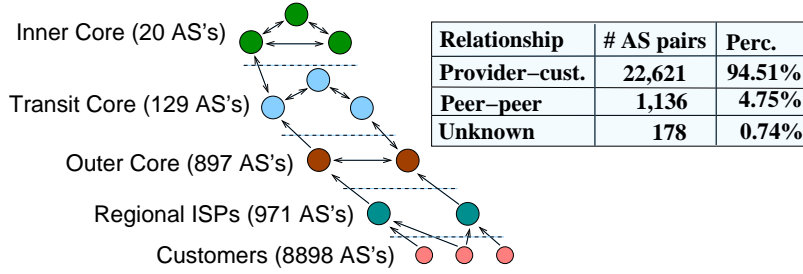 Inner Core (20 AS's)
Transit Core (129 AS's)
Outer Core (897 AS's)
Regional ISPs (971 AS's)
Customers (8898 AS's)
Relationship # AS pairs Perc.
Provider−cust. 22,621 94.51%
Peer−peer 1,136 4.75%
Unknown 178 0.74%